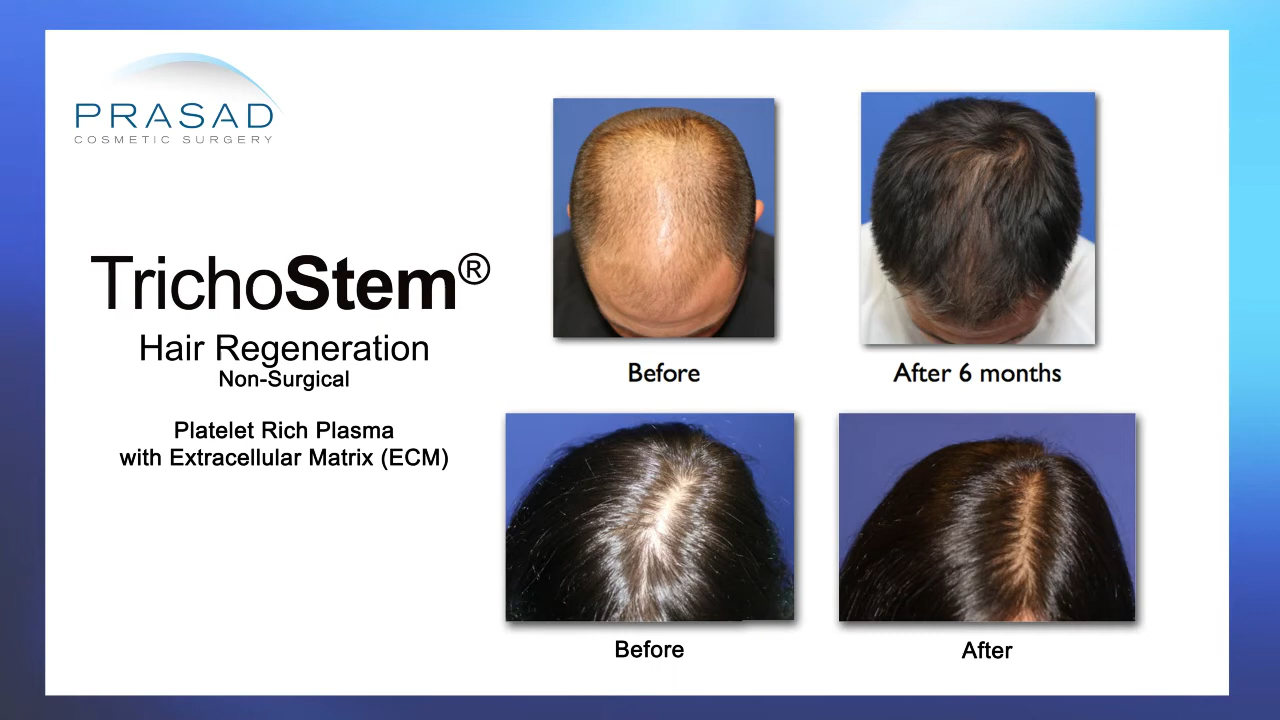 PRASAD
COSMETIC SURGERY
TrichoStem®
Hair Regeneration
Non-Surgical
Platelet Rich Plasma
with Extracellular Matrix (ECM)
Before
After 6 months
Before
After